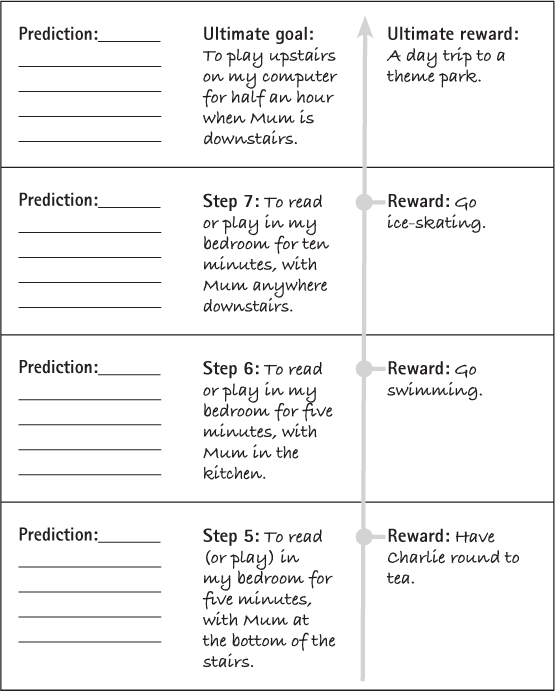 Prediction:________
Ultimate goal:
To play upstairs
on my computer
for half an hour
when Mum is
downstairs.
Ultimate reward:
A day trip to a
theme park.
Prediction:________
Step 7: To read
or play in my
bedroom for ten
minutes, with
Mum anywhere
downstairs.
Reward: Go
ice-skating.
Prediction:________
Step 6: To read
or play in my
bedroom for five
minutes, with
Mum in the
kitchen.
Reward: Go
swimming.
Prediction:________
Step 5: To read
(or play) in
my bedroom for
five minutes,
with Mum at
the bottom of the
stairs.
Reward: Have
Charlie round to
tea.